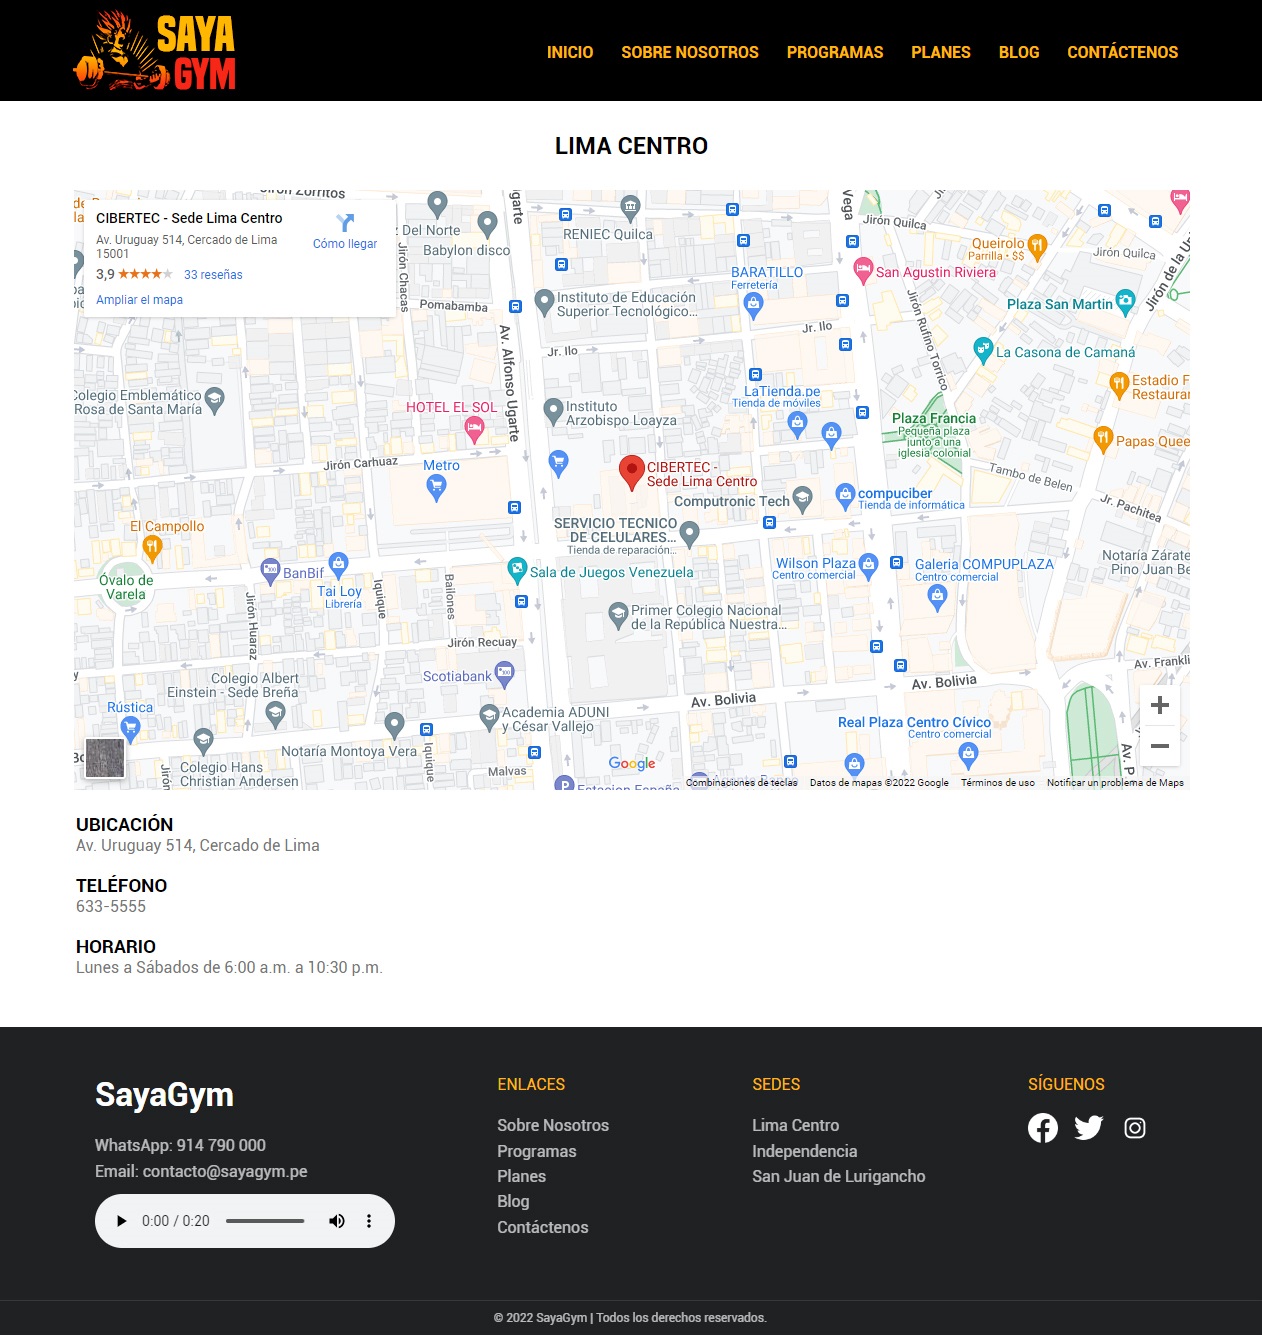 SAYA
GYM
INICIO
SOBRE NOSOTROS
PROGRAMAS
PLANES
BLOG
CONTÁCTENOS
LIMA CENTRO
CIBERTEC - Sede Lima Centro
Av. Uruguay 514, Cercado de Lima
15001
3,9
33 reseñas
Ampliar el mapa
Cómo llegar
Jirón Zorritos
Del Norte
Babylon disco
Jirón Chacas
Pomabamba
RENIEC Quilca
Jirón Quilca
Queirolo
Parrilla · $$
Jirón Quilca
BARATILLO
Ferretería
San Agustin Riviera
Instituto de Educación
Superior Tecnológico...
Plaza San Martin
Jr. Ilo
Jr. Ilo
Av. Alfonso Ugarte
Jirón Rufino Torrico
La Casona de Camaná
Colegio Emblemático
Rosa de Santa María
HOTEL EL SOL
Instituto
Arzobispo Loayza
LaTienda.pe
Tienda de móviles
Plaza Francia
Pequeña plaza
junto a una
iglesia colonial
Estadio F
Restaurar
Papas Quee
Jirón Carhuaz
Metro
CIBERTEC -
Sede Lima Centro
Computronic Tech
compuciber
Tienda de informática
Tambo de Belen
Jr. Pachitea
El Campollo
SERVICIO TECNICO
DE CELULARES...
Tienda de reparación...
BanBif
Óvalo de
Varela
Tai Loy
Librería
Sala de Juegos Venezuela
Wilson Plaza
Centro comercial
Galeria COMPUPLAZA
Centro comercial
Notaría Zárate
Pino Juan Be
Jirón Huaraz
Iquique
Bailones
Primer Colegio Nacional
de la República Nuestra...
Jirón Recuay
Scotiabank
Colegio Albert
Einstein - Sede Breña
Av. Bolivia
Av. Bolivia
Av. Frankli
Rústica
Academia ADUNI
y César Vallejo
Real Plaza Centro Cívico
Centro comercial
Notaría Montoya Vera
Iquique
Colegio Hans
Christian Andersen
Malvas
Estacion España
Google
Combinaciones de teclas
Datos de mapas ©2022 Google
Términos de uso
Notificar un problema de Maps
UBICACIÓN
Av. Uruguay 514, Cercado de Lima
TELÉFONO
633-5555
HORARIO
Lunes a Sábados de 6:00 a.m. a 10:30 p.m.
SayaGym
WhatsApp: 914 790 000
Email: contacto@sayagym.pe
0:00 / 0:20
ENLACES
Sobre Nosotros
Programas
Planes
Blog
Contáctenos
SEDES
Lima Centro
Independencia
San Juan de Lurigancho
SÍGUENOS
© 2022 SayaGym | Todos los derechos reservados.